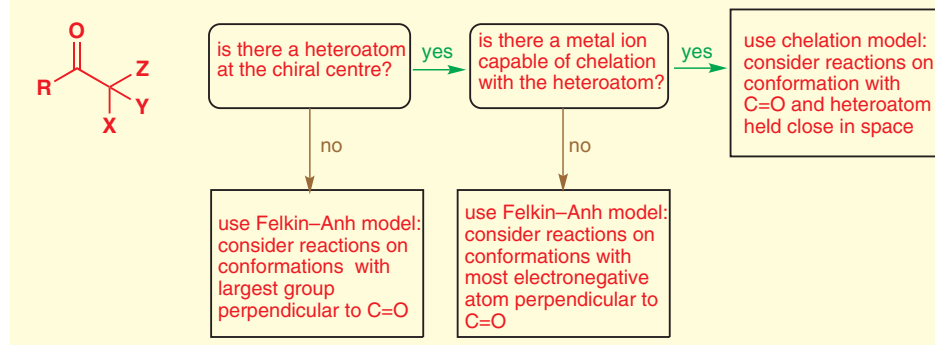 O
R
Z
Y
X
is there a heteroatom
at the chiral centre?
yes
is there a metal ion
capable of chelation
with the heteroatom?
yes
use chelation model:
consider reactions on
conformation with
C=O and heteroatom
held close in space
no
no
use Felkin–Anh model:
consider reactions on
conformations with
largest group
perpendicular to C=O
use Felkin–Anh model:
consider reactions on
conformations with
most electronegative
atom perpendicular to
C=O